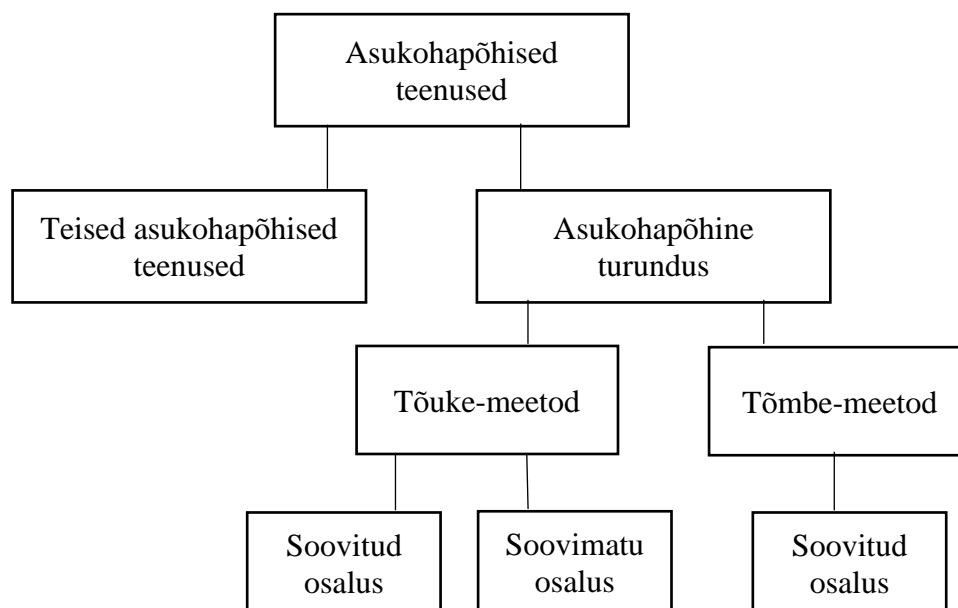 Asukohapõhised
teenused
Teised asukohapõhised
teenused
Asukohapõhine
turundus
Tõuke-meetod
Tõmbe-meetod
Soovitud
osalus
Soovimatu
osalus
Soovitud
osalus